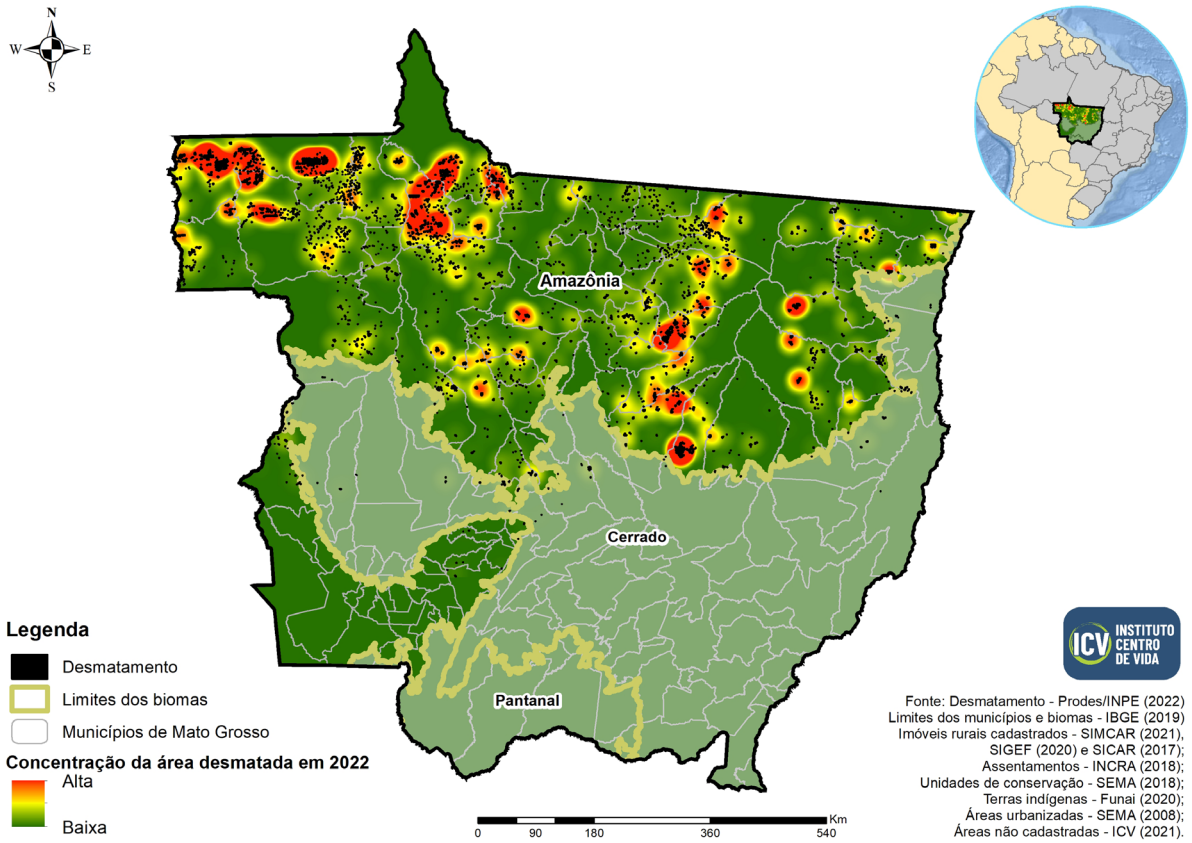 N
W E
S
Amazônia
Cerrado
Pantanal
Legenda
Desmatamento
Limites dos biomas
Municípios de Mato Grosso
Concentração da área desmatada em 2022
Alta
Baixa
0 90 180 360 540
Km
ICV INSTITUTO
CENTRO
DE VIDA
Fonte: Desmatamento - Prodes/INPE (2022)
Limites dos municípios e biomas - IBGE (2019)
Imóveis rurais cadastrados - SIMCAR (2021),
SIGEF (2020) e SICAR (2017);
Assentamentos - INCRA (2018);
Unidades de conservação - SEMA (2018);
Terras indígenas - Funai (2020);
Áreas urbanizadas - SEMA (2008);
Áreas não cadastradas - ICV (2021).